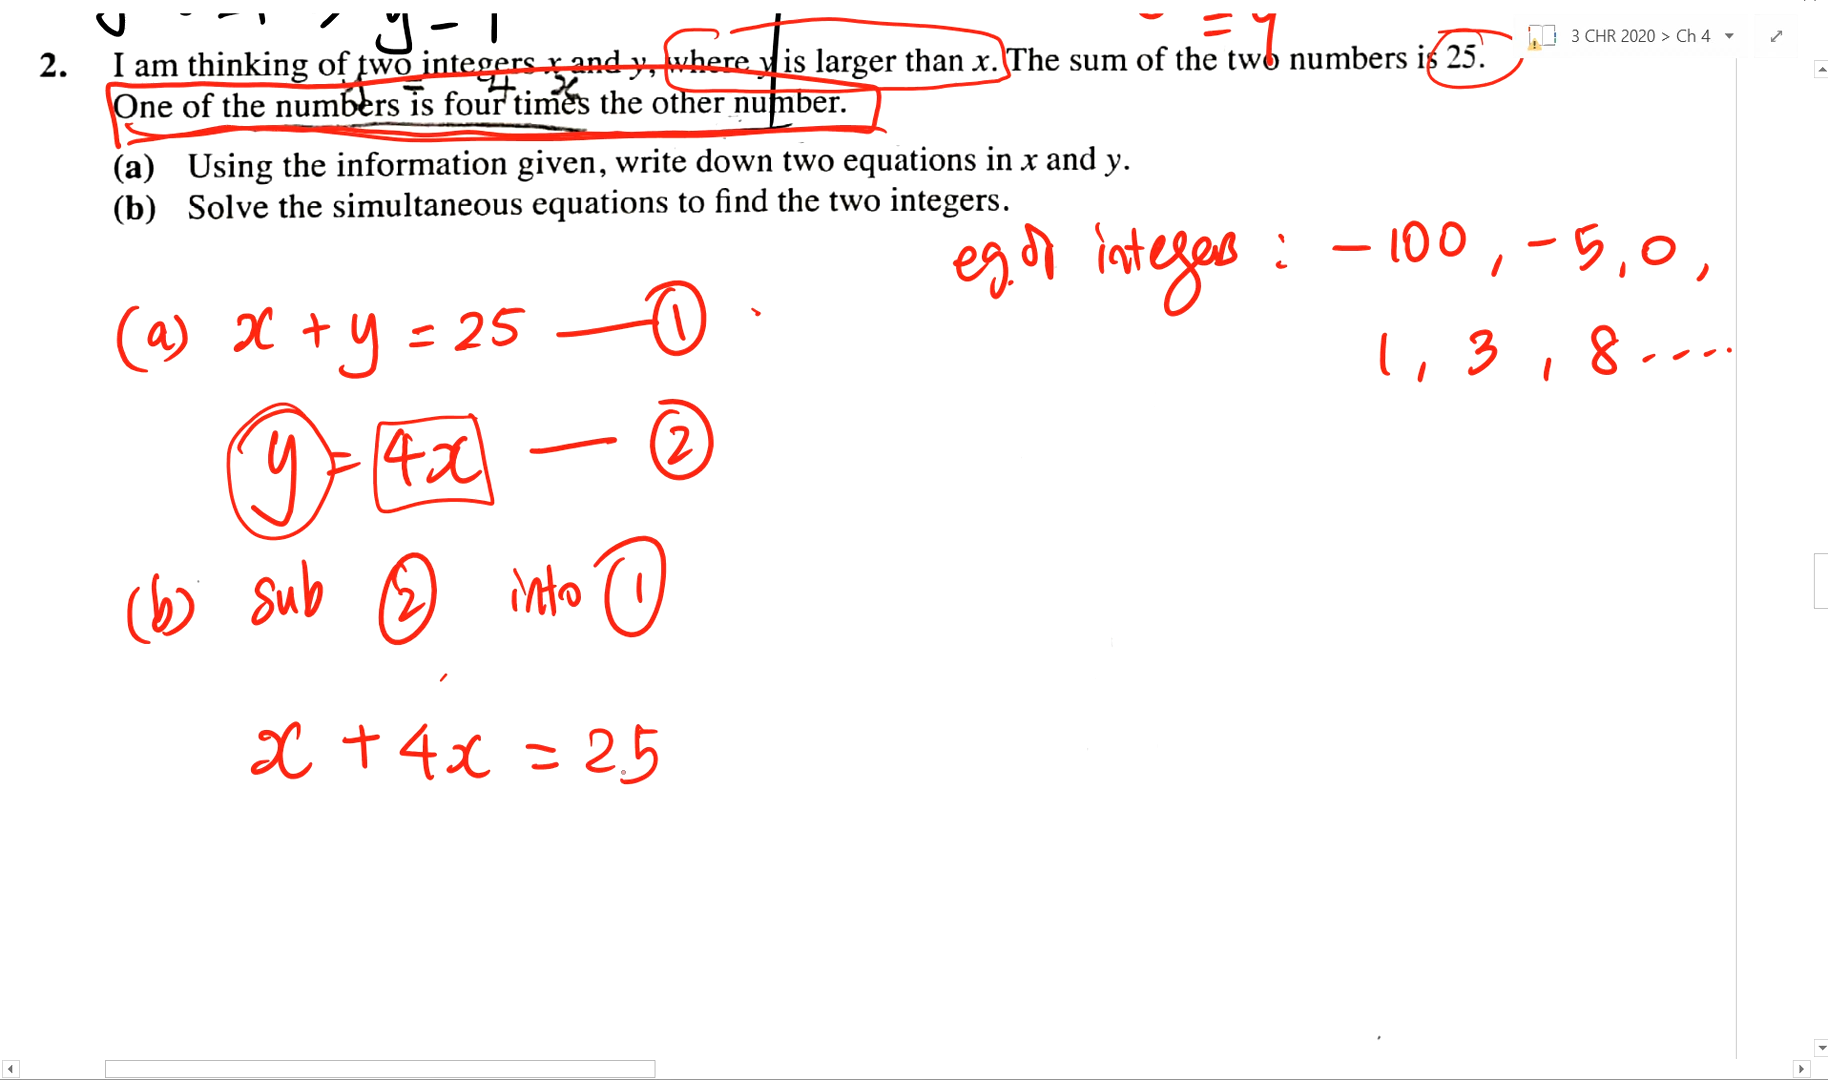 y = 1
= y
3 CHR 2020 > Ch 4
2. I am thinking of two integers x and y, where y is larger than x. The sum of the two numbers is 25.
y = 4 x
One of the numbers is four times the other number.
(a) Using the information given, write down two equations in x and y.
(b) Solve the simultaneous equations to find the two integers.
eg. of integers : -100, -5, 0,
1, 3, 8 ....
(a) x + y = 25 — ①
y = 4x — ②
(b) sub ② into ①
x + 4x = 25